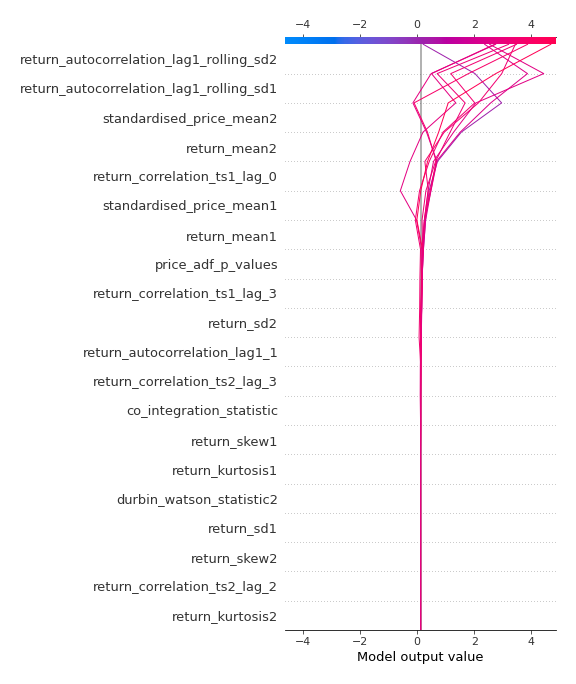 −4 −2 0 2 4
return_autocorrelation_lag1_rolling_sd2
return_autocorrelation_lag1_rolling_sd1
standardised_price_mean2
return_mean2
return_correlation_ts1_lag_0
standardised_price_mean1
return_mean1
price_adf_p_values
return_correlation_ts1_lag_3
return_sd2
return_autocorrelation_lag1_1
return_correlation_ts2_lag_3
co_integration_statistic
return_skew1
return_kurtosis1
durbin_watson_statistic2
return_sd1
return_skew2
return_correlation_ts2_lag_2
return_kurtosis2
−4 −2 0 2 4
Model output value